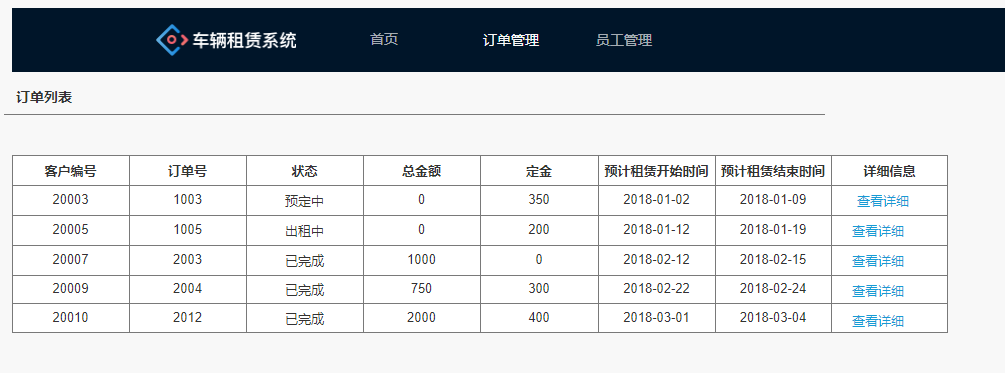 车辆租赁系统 首页 订单管理 员工管理
订单列表
客户编号 订单号 状态 总金额 定金 预计租赁开始时间 预计租赁结束时间 详细信息
20003 1003 预定中 0 350 2018-01-02 2018-01-09 查看详细
20005 1005 出租中 0 200 2018-01-12 2018-01-19 查看详细
20007 2003 已完成 1000 0 2018-02-12 2018-02-15 查看详细
20009 2004 已完成 750 300 2018-02-22 2018-02-24 查看详细
20010 2012 已完成 2000 400 2018-03-01 2018-03-04 查看详细